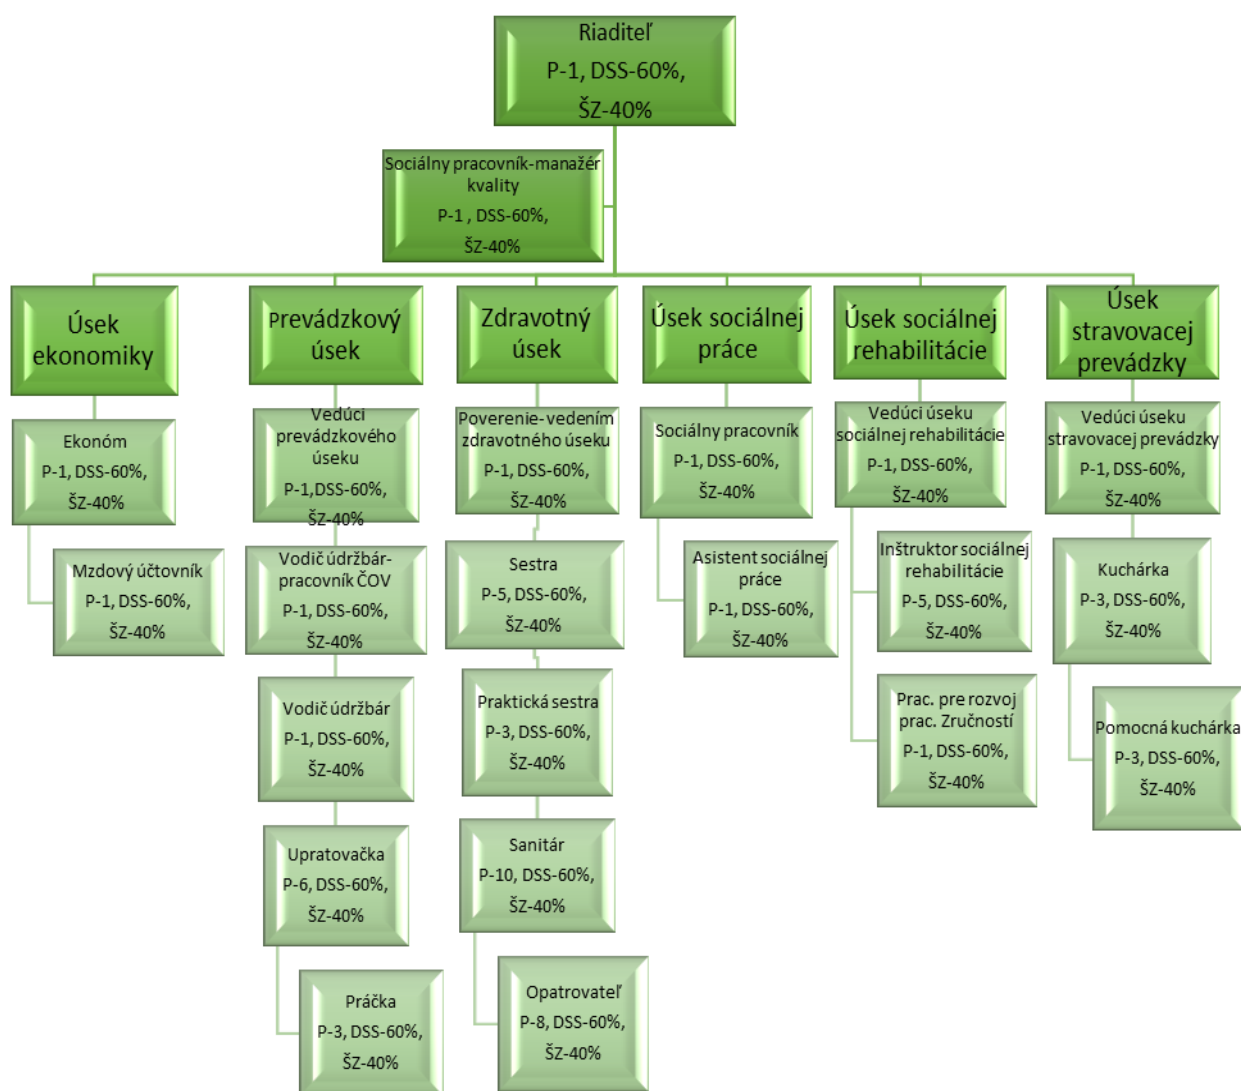 Riaditeľ
P-1, DSS-60%,
ŠZ-40%
Sociálny pracovník-manažér
kvality
P-1 , DSS-60%,
ŠZ-40%
Úsek
ekonomiky
Ekonóm
P-1, DSS-60%,
ŠZ-40%
Mzdový účtovník
P-1, DSS-60%,
ŠZ-40%
Prevádzkový
úsek
Vedúci
prevádzkového
úseku
P-1,DSS-60%,
ŠZ-40%
Vodič údržbár-
pracovník ČOV
P-1, DSS-60%,
ŠZ-40%
Vodič údržbár
P-1, DSS-60%,
ŠZ-40%
Upratovačka
P-6, DSS-60%,
ŠZ-40%
Práčka
P-3, DSS-60%,
ŠZ-40%
Zdravotný
úsek
Poverenie-vedením
zdravotného úseku
P-1, DSS-60%,
ŠZ-40%
Sestra
P-5, DSS-60%,
ŠZ-40%
Praktická sestra
P-3, DSS-60%,
ŠZ-40%
Sanitár
P-10, DSS-60%,
ŠZ-40%
Opatrovateľ
P-8, DSS-60%,
ŠZ-40%
Úsek sociálnej
práce
Sociálny pracovník
P-1, DSS-60%,
ŠZ-40%
Asistent sociálnej
práce
P-1, DSS-60%,
ŠZ-40%
Úsek sociálnej
rehabilitácie
Vedúci úseku
sociálnej rehabilitácie
P-1, DSS-60%,
ŠZ-40%
Inštruktor sociálnej
rehabilitácie
P-5, DSS-60%,
ŠZ-40%
Prac. pre rozvoj
prac. Zručností
P-1, DSS-60%,
ŠZ-40%
Úsek
stravovacej
prevádzky
Vedúci úseku
stravovacej prevádzky
P-1, DSS-60%,
ŠZ-40%
Kuchárka
P-3, DSS-60%,
ŠZ-40%
Pomocná kuchárka
P-3, DSS-60%,
ŠZ-40%